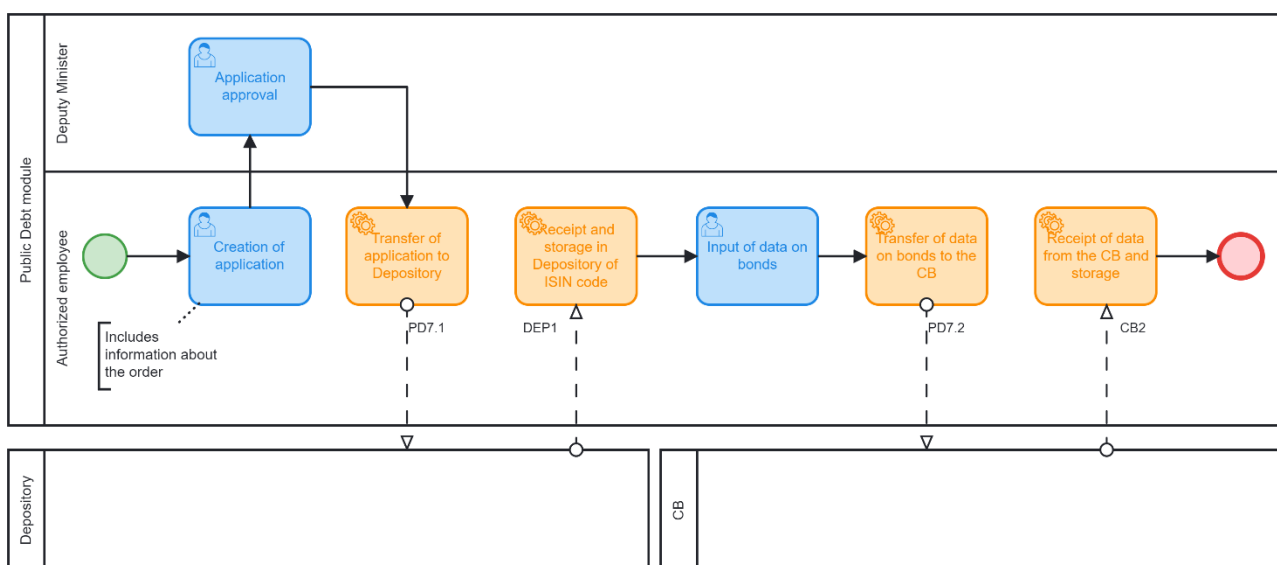 Public Debt module
Deputy Minister
Application
approval
Authorized employee
Creation of
application
Includes
information about
the order
Transfer of
application to
Depository
PD7.1
Receipt and
storage in
Depository of
ISIN code
DEP1
Input of data on
bonds
Transfer of data
on bonds to the
CB
PD7.2
Receipt of data
from the CB and
storage
CB2
Depository
CB